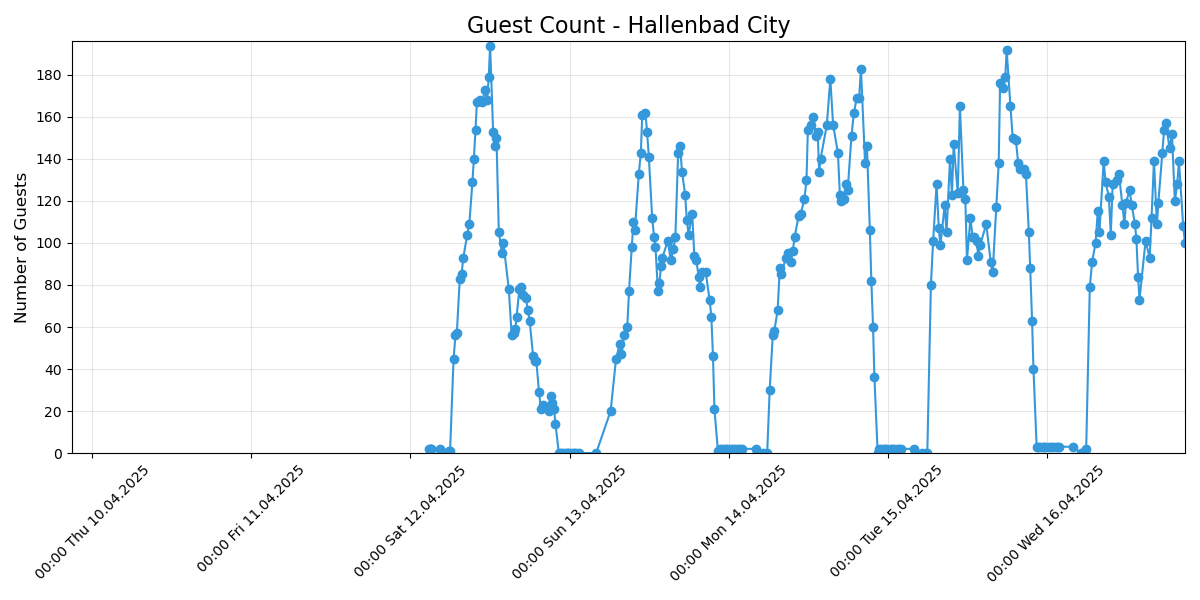 Guest Count - Hallenbad City
Number of Guests
180
160
140
120
100
80
60
40
20
0
00:00 Thu 10.04.2025
00:00 Fri 11.04.2025
00:00 Sat 12.04.2025
00:00 Sun 13.04.2025
00:00 Mon 14.04.2025
00:00 Tue 15.04.2025
00:00 Wed 16.04.2025